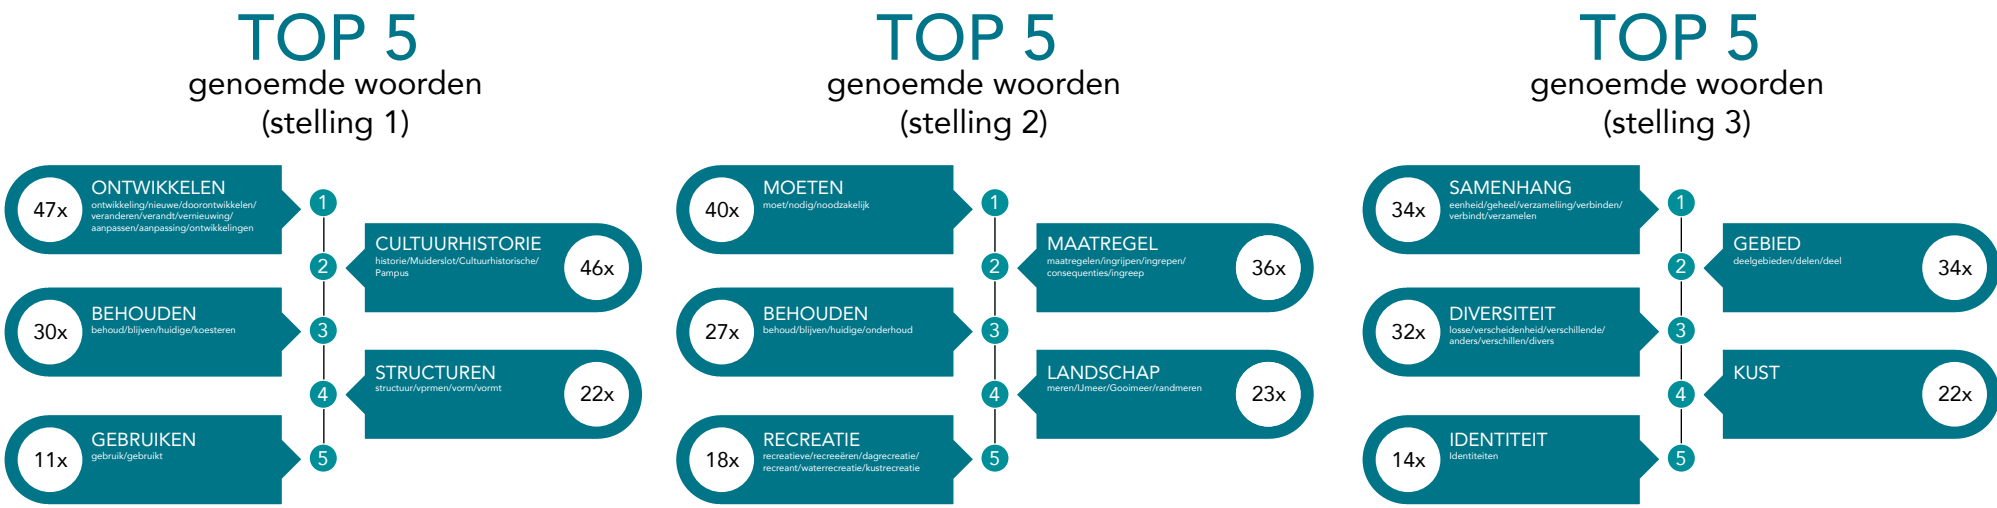 TOP 5
genoemde woorden
(stelling 1)
47x
ONTWIKKELEN
ontwikkeling/nieuwe/doorontwikkelen/
veranderen/verandt/vernieuwing/
aanpassen/aanpassing/ontwikkelingen
1
CULTUURHISTORIE
historie/Muiderslot/Cultuurhistorische/
Pampus
46x
2
30x
BEHOUDEN
behoud/blijven/huidige/koesteren
3
STRUCTUREN
structuur/vprmen/vorm/vormt
22x
4
11x
GEBRUIKEN
gebruik/gebruikt
5
TOP 5
genoemde woorden
(stelling 2)
40x
MOETEN
moet/nodig/noodzakelijk
1
MAATREGEL
maatregelen/ingrijpen/ingrepen/
consequenties/ingreep
36x
2
27x
BEHOUDEN
behoud/blijven/huidige/onderhoud
3
LANDSCHAP
meren/IJmeer/Gooimeer/randmeren
23x
4
18x
RECREATIE
recreatieve/recreeëren/dagrecreatie/
recreant/waterrecreatie/kustrecreatie
5
TOP 5
genoemde woorden
(stelling 3)
34x
SAMENHANG
eenheid/geheel/verzameliing/verbinden/
verbindt/verzamelen
1
GEBIED
deelgebieden/delen/deel
34x
2
32x
DIVERSITEIT
losse/verscheidenheid/verschillende/
anders/verschillen/divers
3
KUST
22x
4
14x
IDENTITEIT
Identiteiten
5